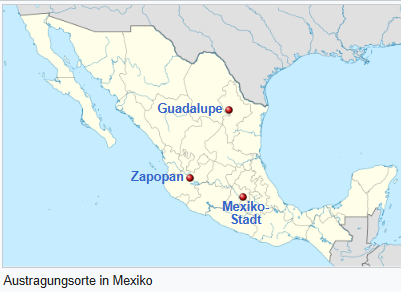 Guadalupe
Zapopan
Mexiko-
Stadt
Austragungsorte in Mexiko